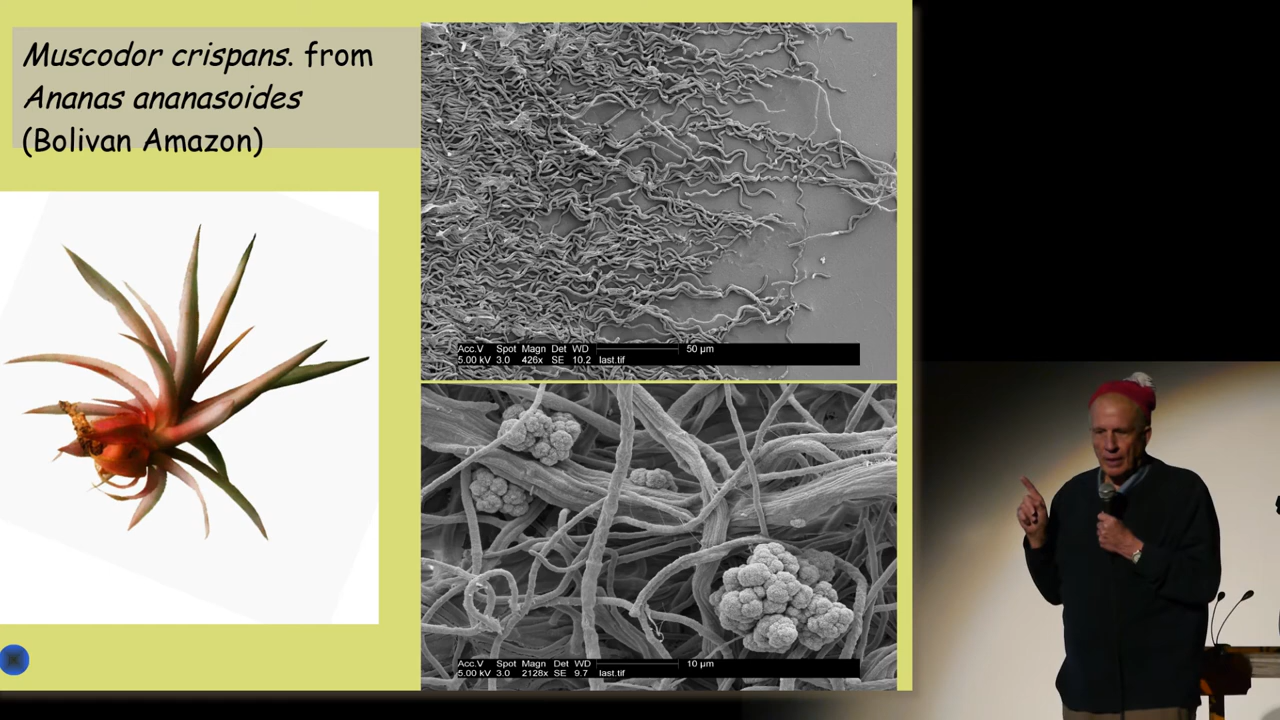 Muscodor crispans. from
Ananas ananasoides
(Bolivan Amazon)
Acc.V Spot Magn Det WD 50 µm
5.00 kV 3.0 426x SE 10.2 last.tif
Acc.V Spot Magn Det WD 10 µm
5.00 kV 3.0 2128x SE 9.7 last.tif